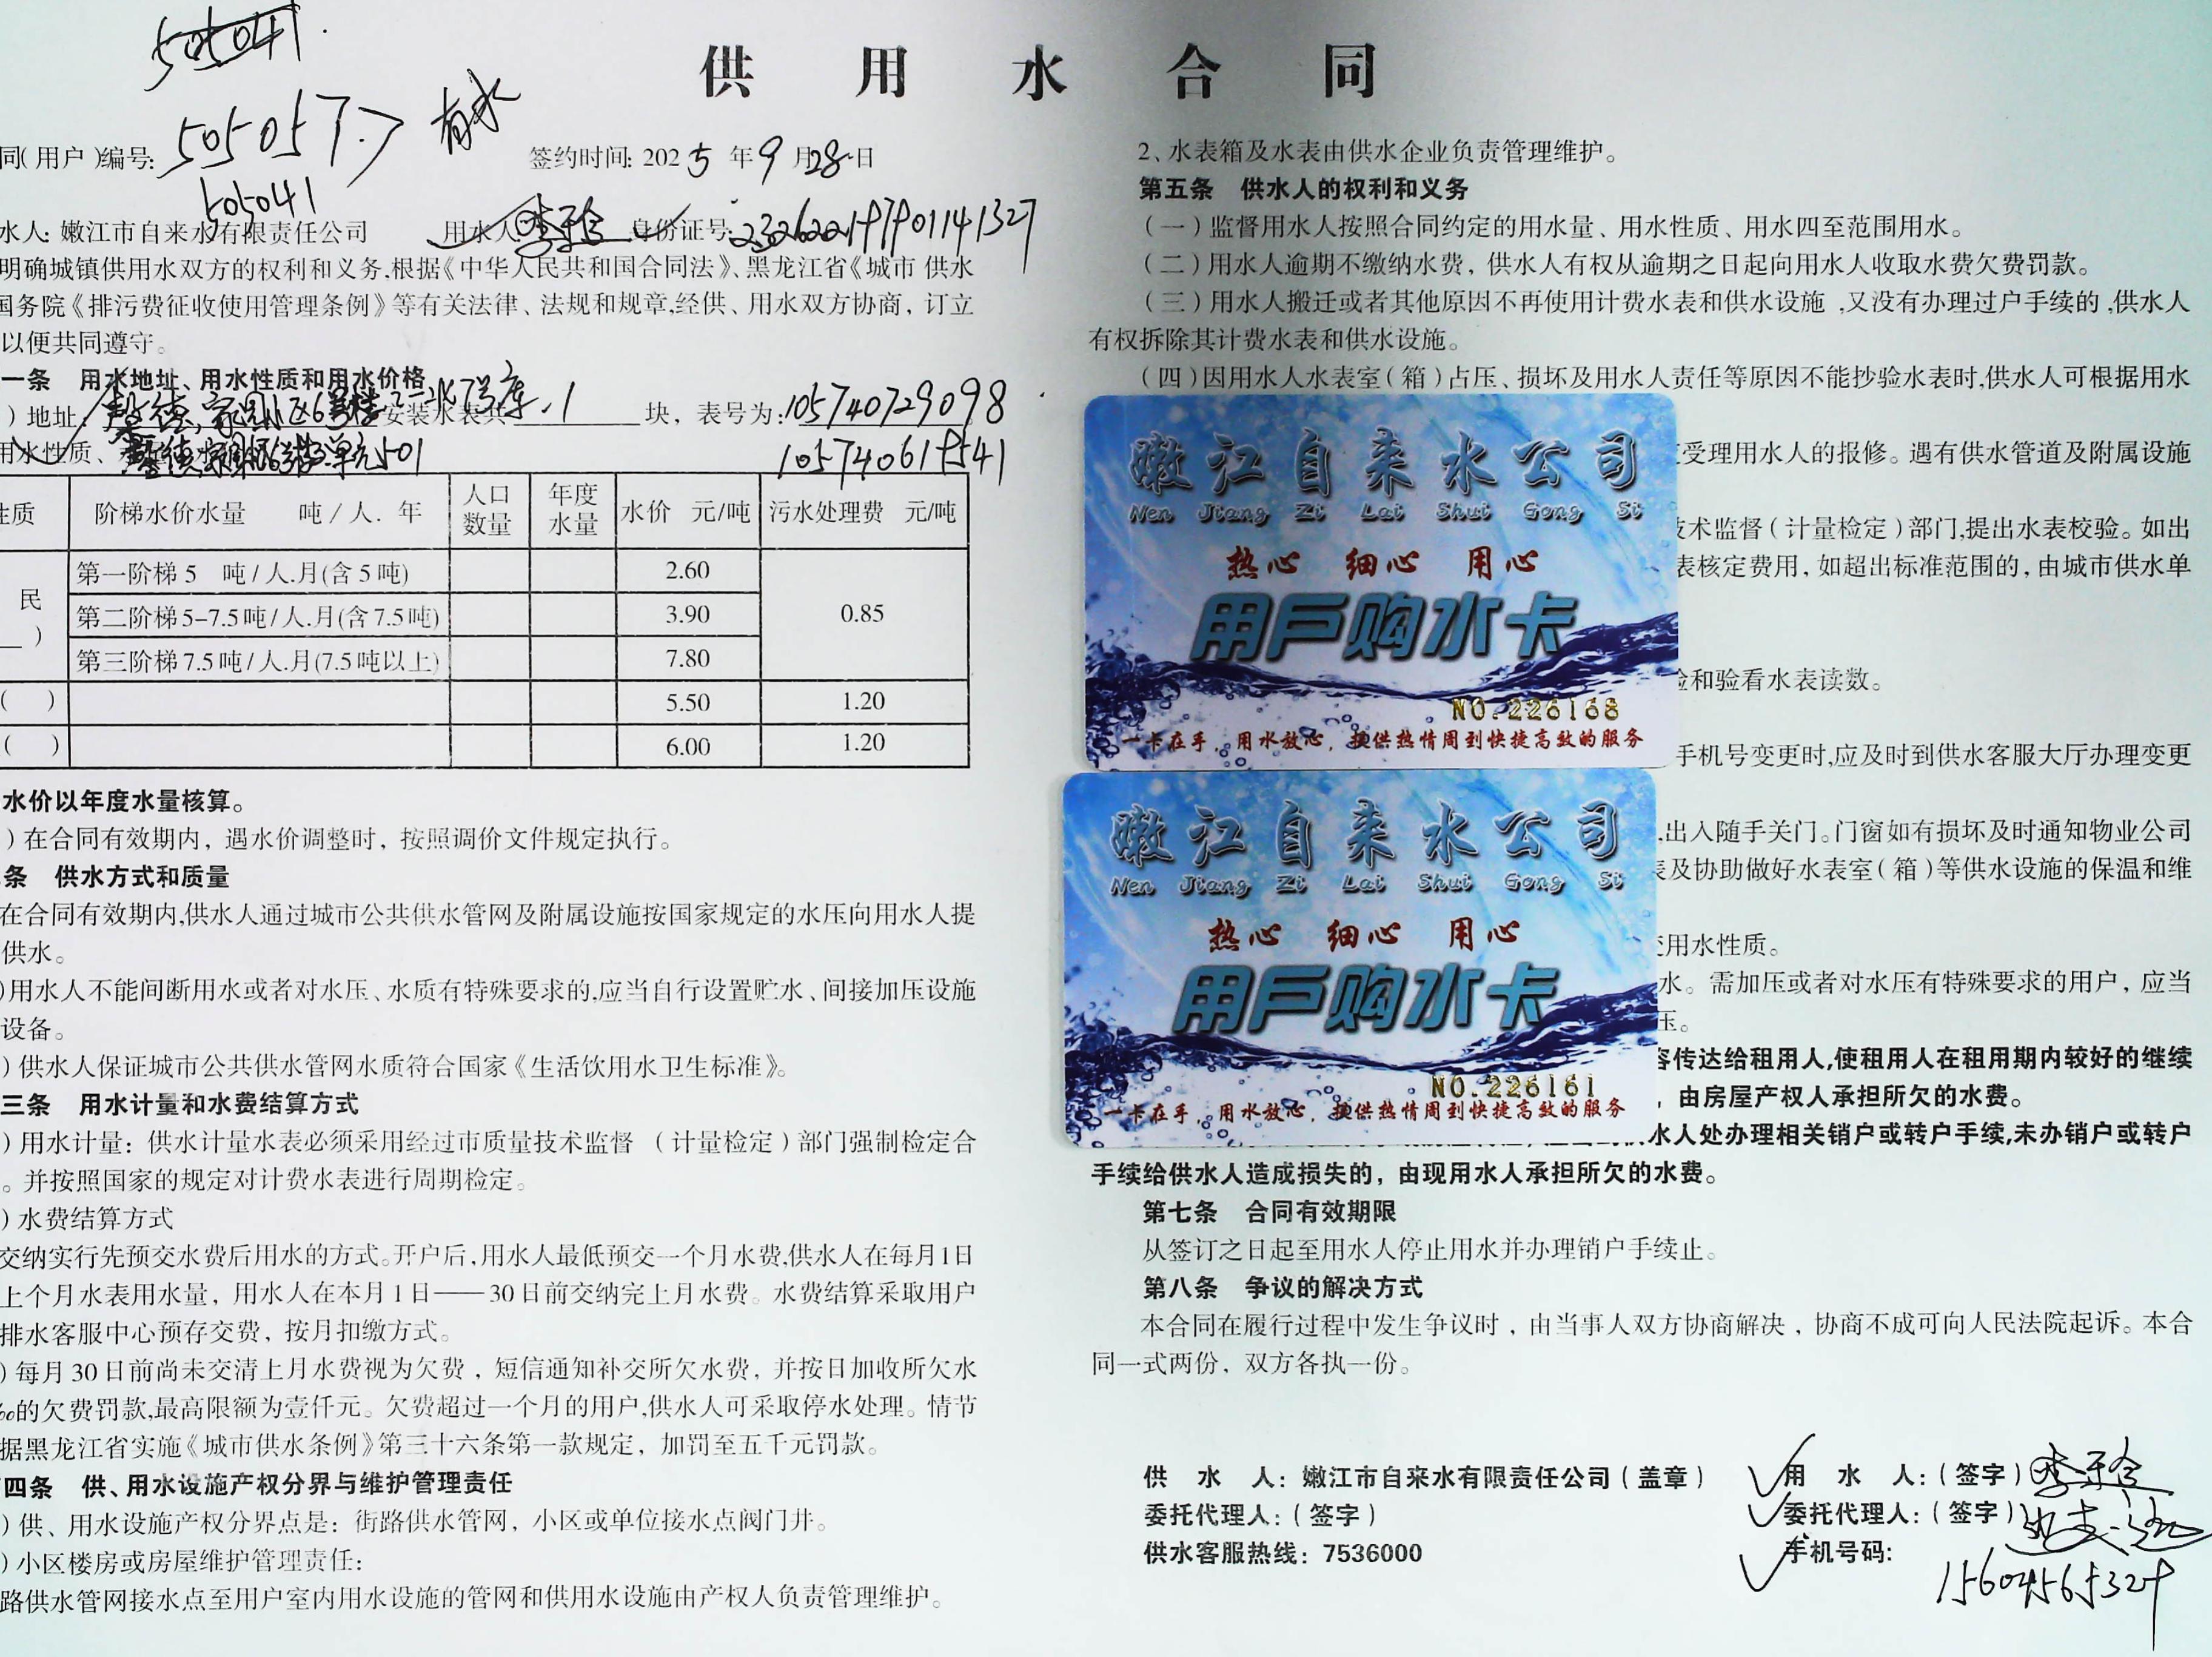 505041
供用水合同
505057.> 有水
同(用户)编号:
签约时间: 2025年9月28日
505041
水人: 嫩江市自来水有限责任公司 用水人 身份证号:
明确城镇供用水双方的权利和义务,根据《中华人民共和国合同法》、黑龙江省《城市 供水
国务院《排污费征收使用管理条例》等有关法律、法规和规章,经供、用水双方协商，订立
以便共同遵守。
一条 用水地址、用水性质和用水价格
)地址: 小区6号楼 安装水表共 1 块，表号为: 105740729098
用水性质、 单元501 105740619541
性质 阶梯水价水量 吨/人. 年 人口数量 年度水量 水价 元/吨 污水处理费 元/吨
民 ) 第一阶梯 5 吨/人.月(含 5 吨) 2.60 0.85
第二阶梯 5-7.5 吨/人.月(含 7.5 吨) 3.90
第三阶梯 7.5 吨/人.月(7.5 吨以上) 7.80
( ) 5.50 1.20
( ) 6.00 1.20
水价以年度水量核算。
)在合同有效期内，遇水价调整时，按照调价文件规定执行。
条 供水方式和质量
在合同有效期内,供水人通过城市公共供水管网及附属设施按国家规定的水压向用水人提
供水。
)用水人不能间断用水或者对水压、水质有特殊要求的,应当自行设置贮水、间接加压设施
设备。
)供水人保证城市公共供水管网水质符合国家《生活饮用水卫生标准》。
三条 用水计量和水费结算方式
)用水计量：供水计量水表必须采用经过市质量技术监督 （计量检定）部门强制检定合
。并按照国家的规定对计费水表进行周期检定。
)水费结算方式
交纳实行先预交水费后用水的方式。开户后,用水人最低预交一个月水费,供水人在每月1日
上个月水表用水量，用水人在本月 1 日——30 日前交纳完上月水费。水费结算采取用户
排水客服中心预存交费，按月扣缴方式。
)每月 30 日前尚未交清上月水费视为欠费，短信通知补交所欠水费，并按日加收所欠水
‰的欠费罚款,最高限额为壹仟元。欠费超过一个月的用户,供水人可采取停水处理。情节
据黑龙江省实施《城市供水条例》第三十六条第一款规定，加罚至五千元罚款。
四条 供、用水设施产权分界与维护管理责任
)供、用水设施产权分界点是：街路供水管网，小区或单位接水点阀门井。
)小区楼房或房屋维护管理责任:
路供水管网接水点至用户室内用水设施的管网和供用水设施由产权人负责管理维护。
2、水表箱及水表由供水企业负责管理维护。
第五条 供水人的权利和义务
(一)监督用水人按照合同约定的用水量、用水性质、用水四至范围用水。
(二)用水人逾期不缴纳水费，供水人有权从逾期之日起向用水人收取水费欠费罚款。
(三)用水人搬迁或者其他原因不再使用计费水表和供水设施 ,又没有办理过户手续的,供水人
有权拆除其计费水表和供水设施。
(四)因用水人水表室(箱)占压、损坏及用水人责任等原因不能抄验水表时,供水人可根据用水
受理用水人的报修。遇有供水管道及附属设施
技术监督(计量检定)部门,提出水表校验。如出
表核定费用，如超出标准范围的，由城市供水单
验和验看水表读数。
手机号变更时,应及时到供水客服大厅办理变更
,出入随手关门。门窗如有损坏及时通知物业公司
表及协助做好水表室(箱)等供水设施的保温和维
用水性质。
水。需加压或者对水压有特殊要求的用户，应当
压。
容传达给租用人,使租用人在租用期内较好的继续
，由房屋产权人承担所欠的水费。
水人处办理相关销户或转户手续,未办销户或转户
手续给供水人造成损失的，由现用水人承担所欠的水费。
第七条 合同有效期限
从签订之日起至用水人停止用水并办理销户手续止。
第八条 争议的解决方式
本合同在履行过程中发生争议时，由当事人双方协商解决，协商不成可向人民法院起诉。本合
同一式两份，双方各执一份。
供 水 人: 嫩江市自来水有限责任公司(盖章)
委托代理人:(签字)
供水客服热线: 7536000
用 水 人:(签字)
委托代理人:(签字)
手机号码:
嫩江自来水公司
Nen Jiang Zi Lai Shui Gong Si
热心 细心 用心
用户购水卡
NO.226168
一卡在手，用水放心，提供热情周到快捷高效的服务
嫩江自来水公司
Nen Jiang Zi Lai Shui Gong Si
热心 细心 用心
用户购水卡
NO.226161
一卡在手，用水放心，提供热情周到快捷高效的服务